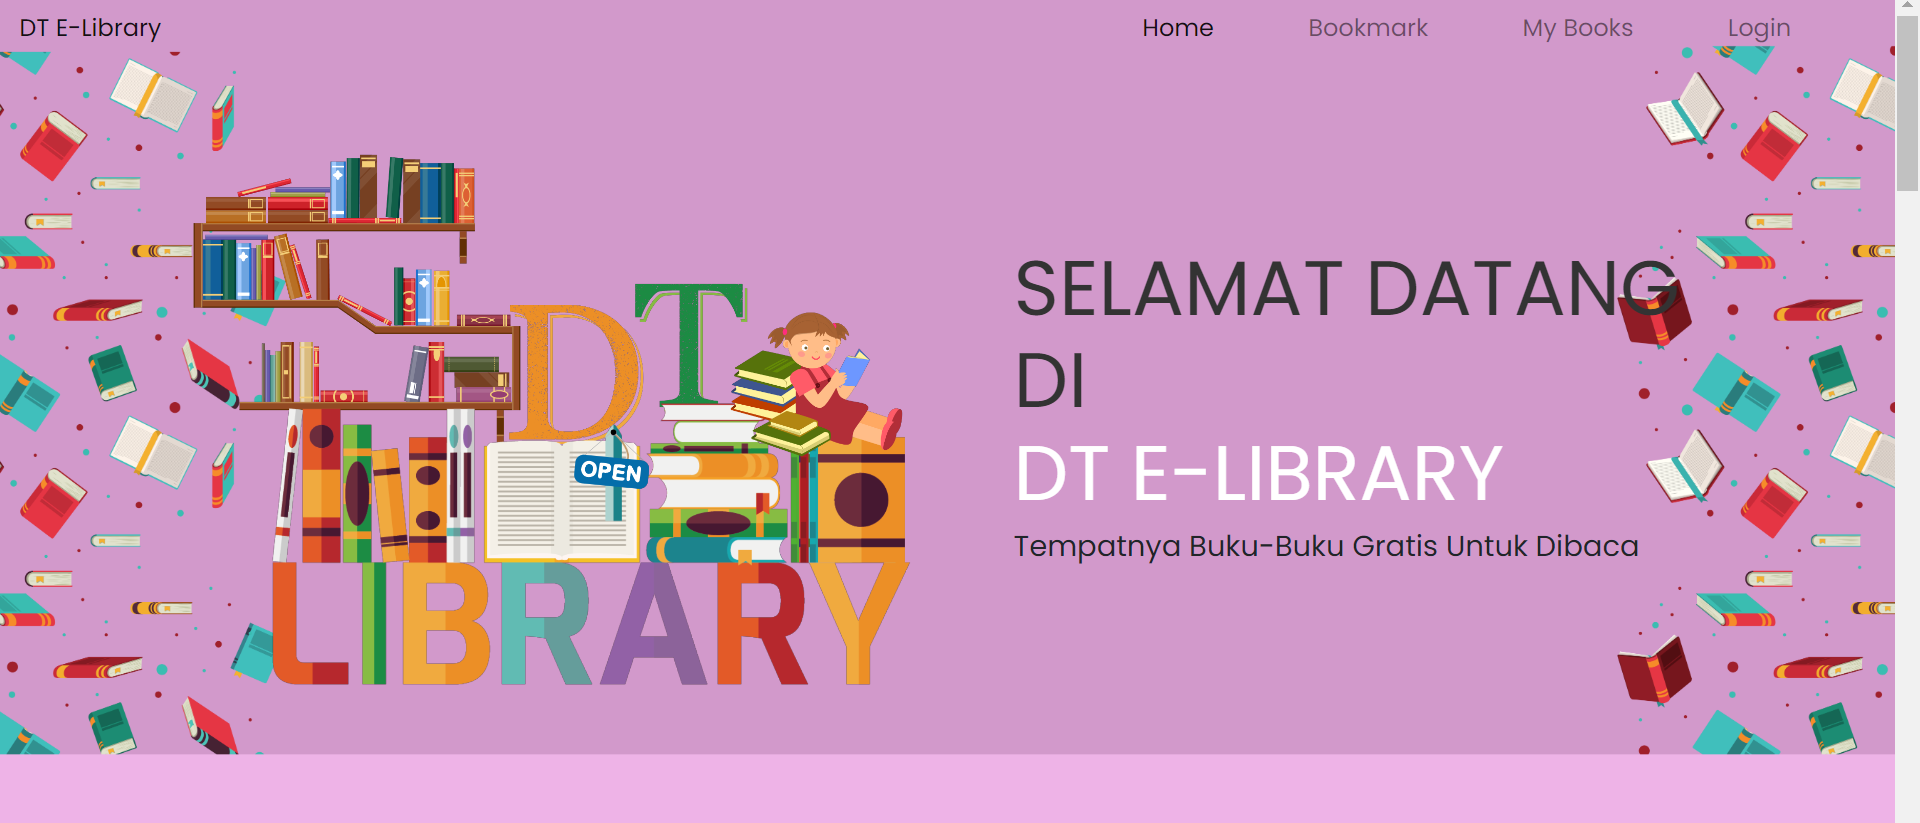 DT E-Library
Home
Bookmark
My Books
Login
DT
OPEN
LIBRARY
SELAMAT DATANG
DI
DT E-LIBRARY
Tempatnya Buku-Buku Gratis Untuk Dibaca